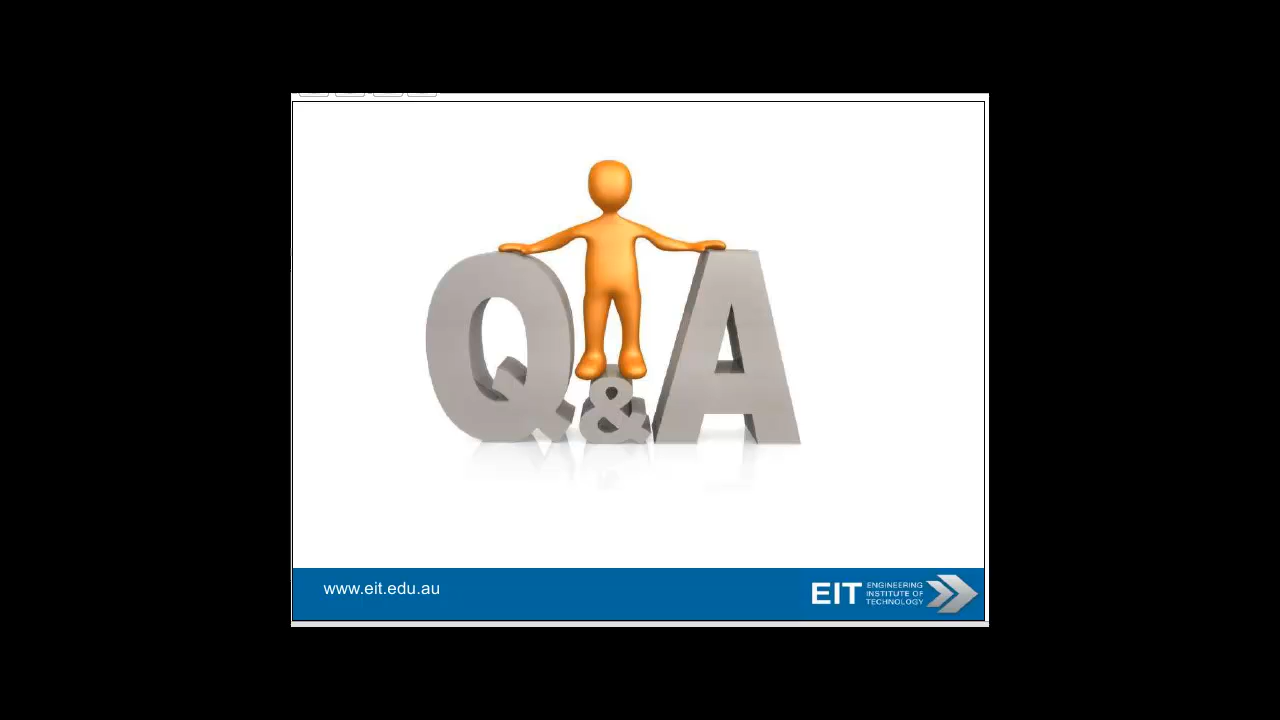 Q&A
www.eit.edu.au
EIT
ENGINEERING
INSTITUTE OF
TECHNOLOGY